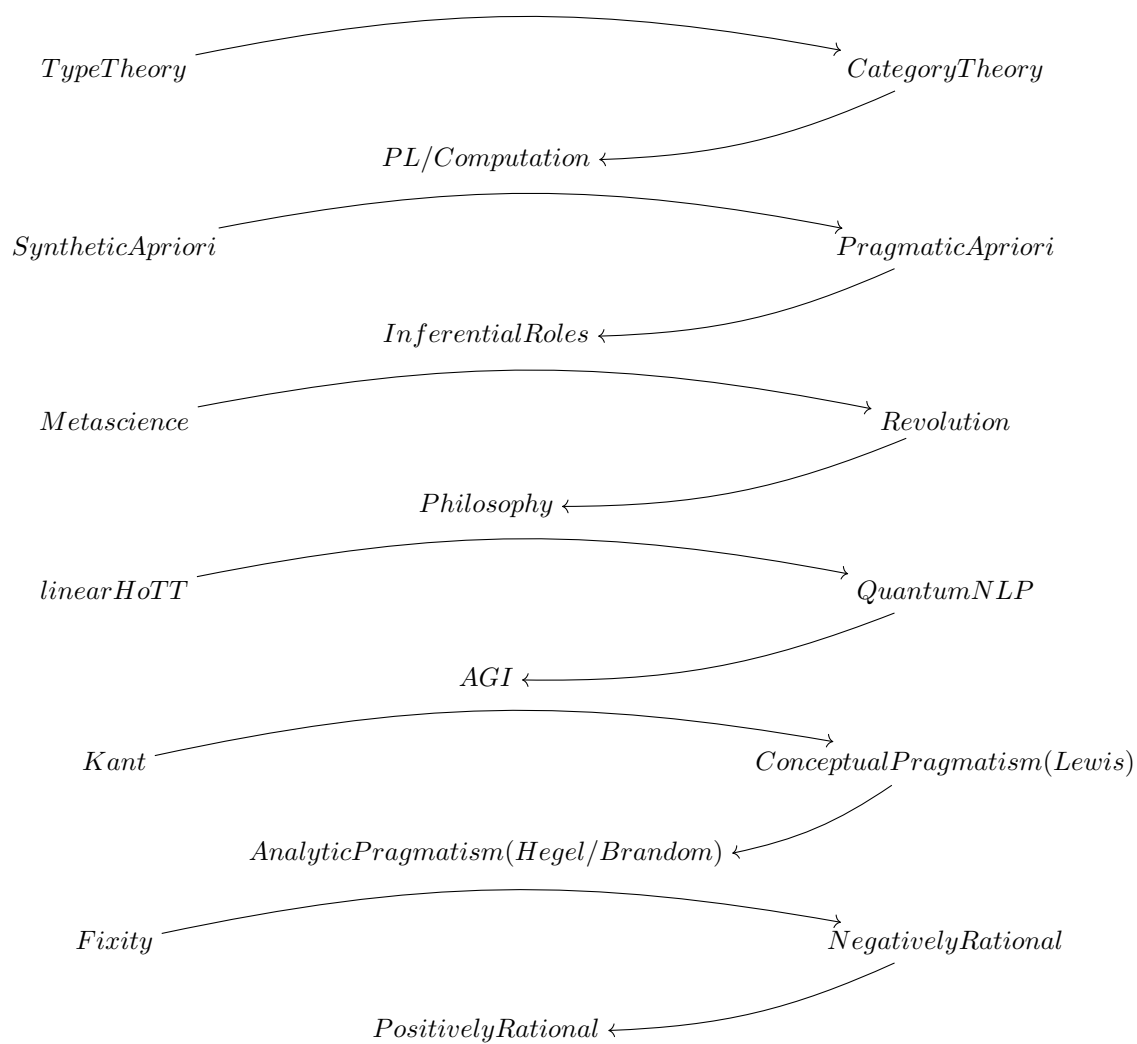 TypeTheory CategoryTheory
PL/Computation
SyntheticApriori PragmaticApriori
InferentialRoles
Metascience Revolution
Philosophy
linearHoTT QuantumNLP
AGI
Kant ConceptualPragmatism(Lewis)
AnalyticPragmatism(Hegel/Brandom)
Fixity NegativelyRational
PositivelyRational